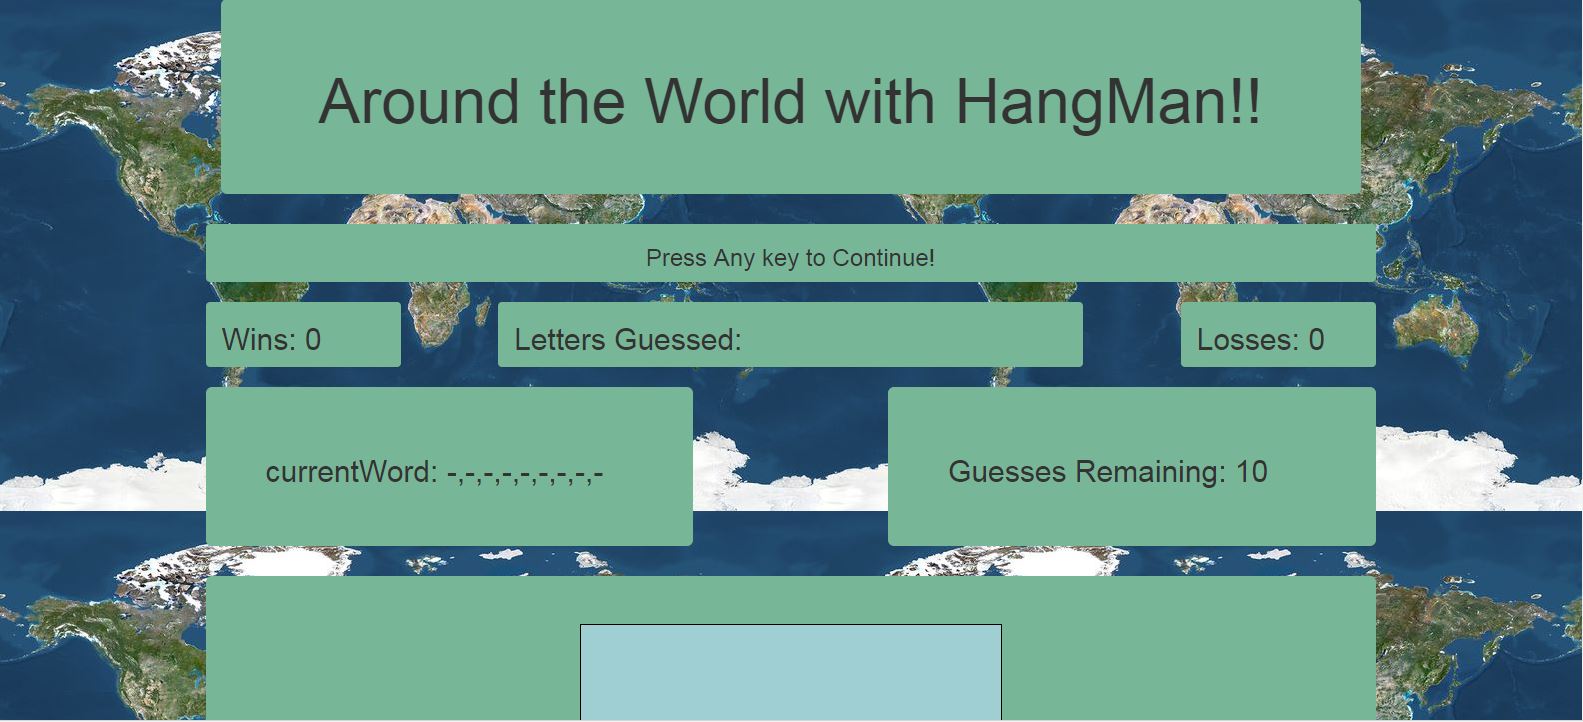 Around the World with HangMan!!
Press Any key to Continue!
Wins: 0
Letters Guessed:
Losses: 0
currentWord: -,-,-,-,-,-,-,-,-
Guesses Remaining: 10